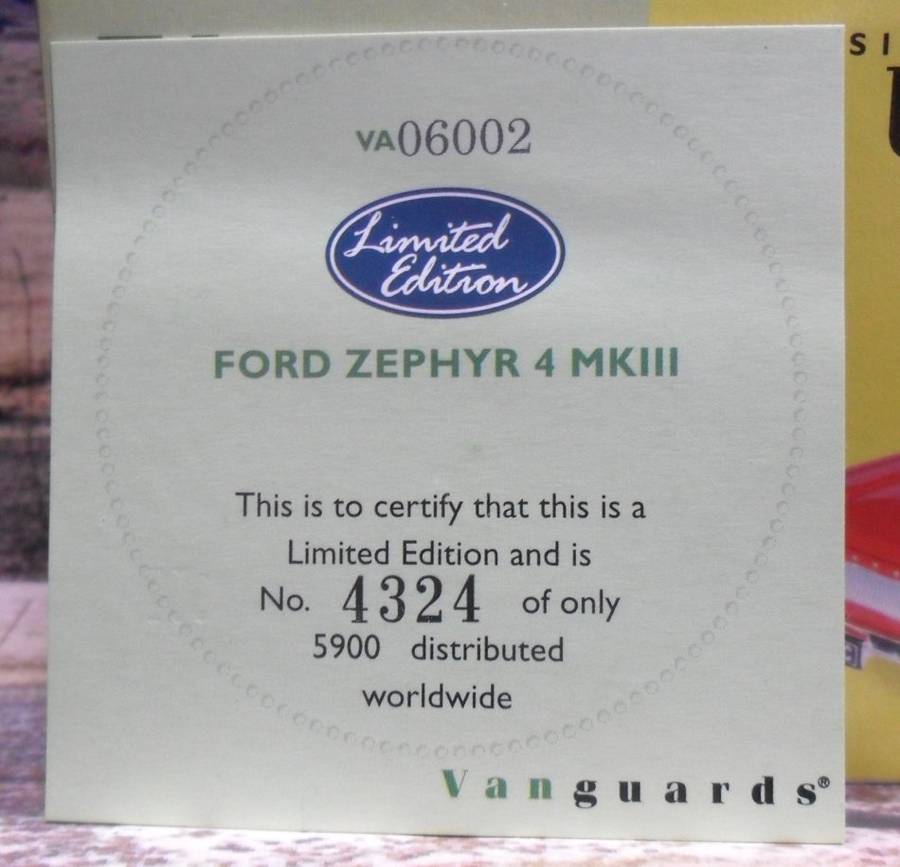 VA06002
Limited
Edition
FORD ZEPHYR 4 MKIII
This is to certify that this is a
Limited Edition and is
No. 4324 of only
5900 distributed
worldwide
Vanguards®